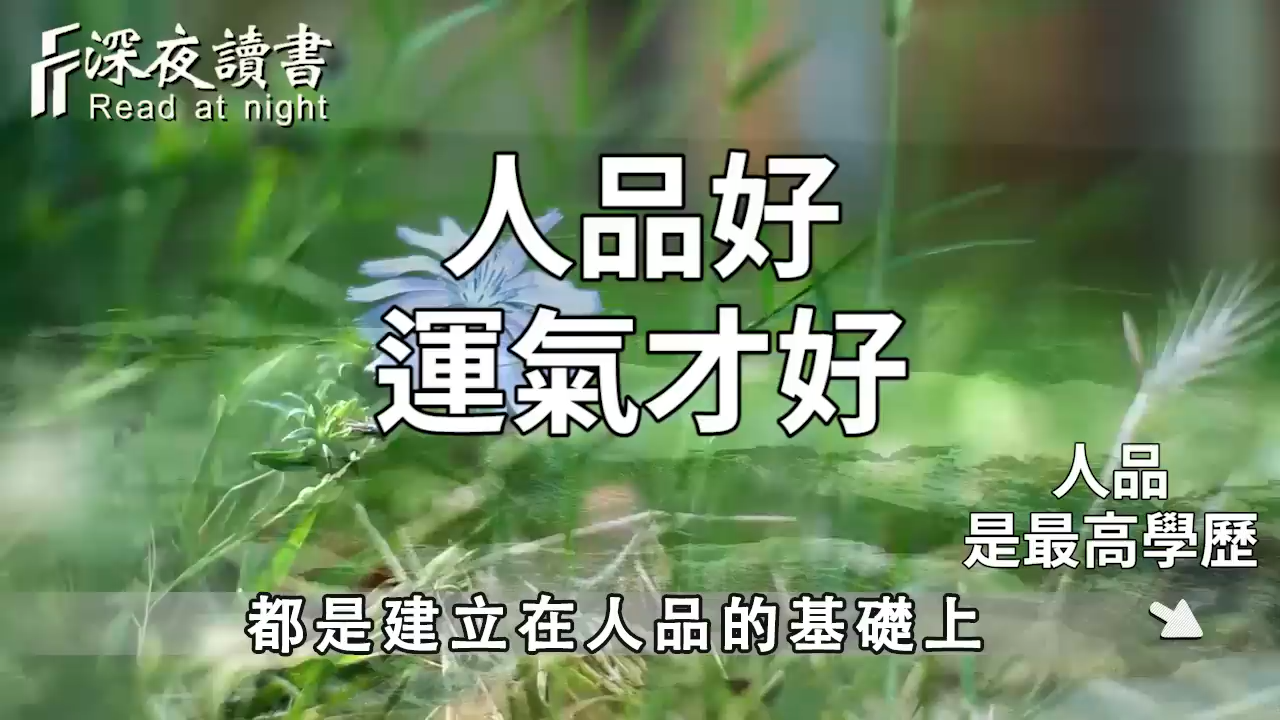 深夜讀書
Read at night
人品好
運氣才好
人品
是最高學歷
都是建立在人品的基礎上